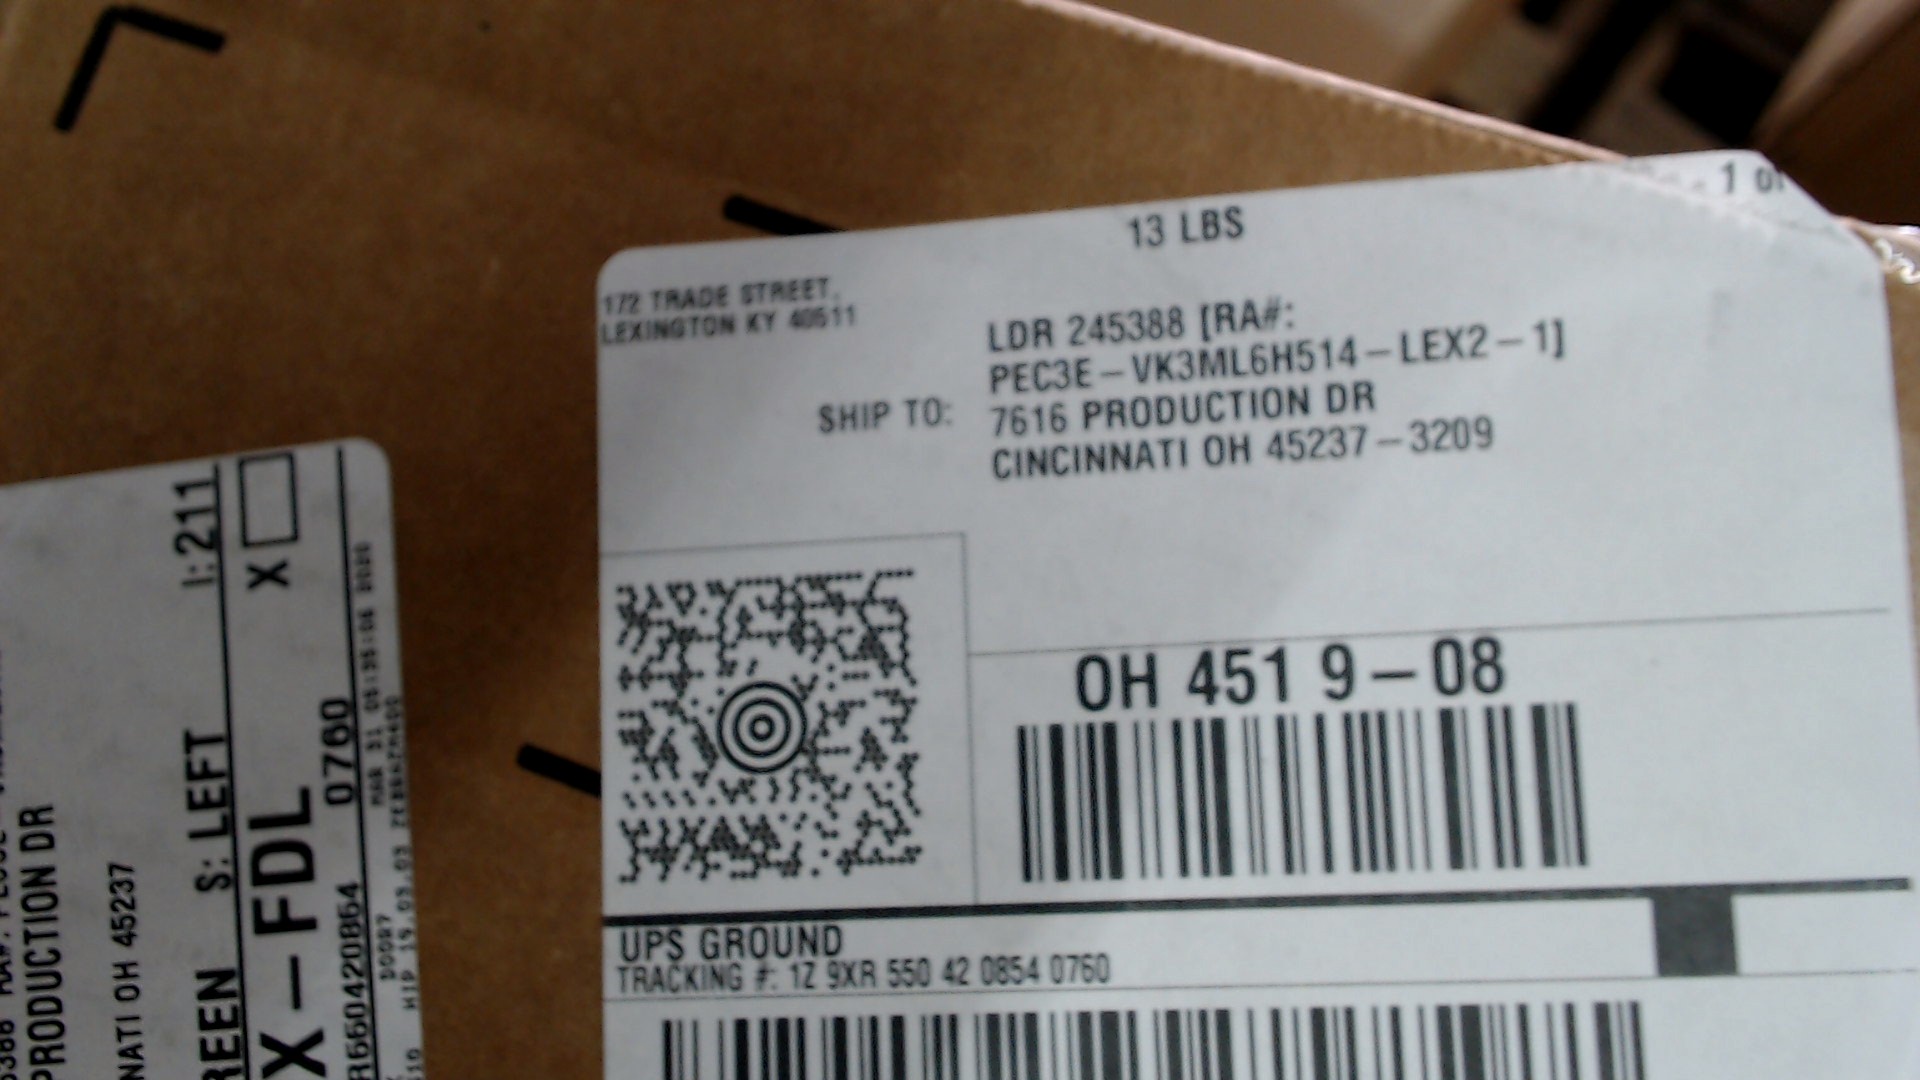 1 OF
13 LBS
172 TRADE STREET,
LEXINGTON KY 40511
LDR 245388 [RA#:
PEC3E-VK3ML6H514-LEX2-1]
SHIP TO: 7616 PRODUCTION DR
CINCINNATI OH 45237-3209
OH 451 9-08
UPS GROUND
TRACKING #: 1Z 9XR 550 42 0854 0760
PRODUCTION DR
NATI OH 45237
REEN S: LEFT I:211
X-FDL X
0760